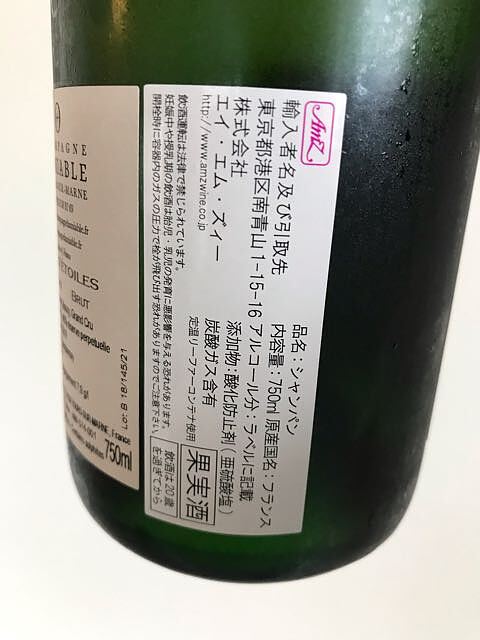 AMZ
輸入者名及び引取先
東京都港区南青山1-15-16
株式会社
エイ・エム・ズィー
http://www.amzwine.co.jp
品名：シャンパン
内容量：750ml 原産国名：フランス
アルコール分：ラベルに記載
添加物：酸化防止剤（亜硫酸塩）
炭酸ガス含有
定温リーファーコンテナ使用
飲酒運転は法律で禁じられています。
妊娠中や授乳期の飲酒は胎児・乳児の発育に悪影響を与える恐れがあります。
開栓時に容器内のガスの圧力で栓が飛び出す恐れがありますのでご注意下さい。
果実酒
飲酒は20歳
を過ぎてから
PAGNE
TABLE
ETOILES
BRUT
Grand Cru
perpetuelle
France
750ml